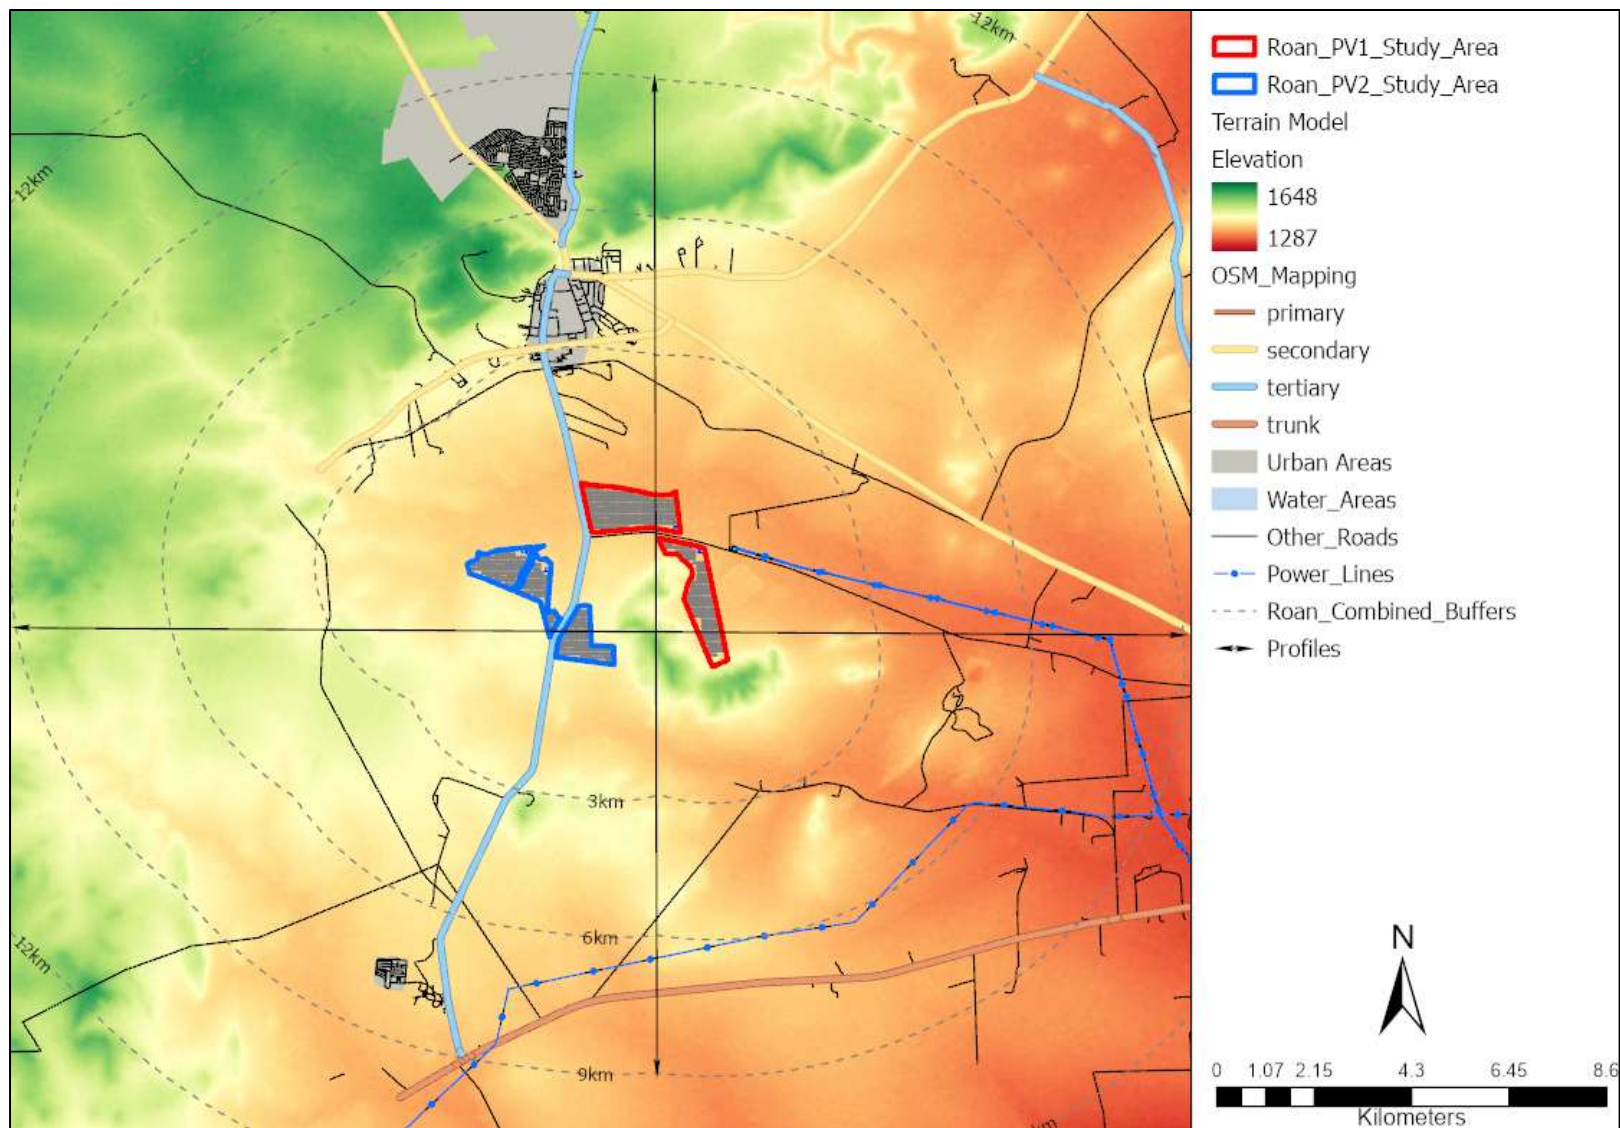 12km
12km
3km
6km
12km
9km
km
Roan_PV1_Study_Area
Roan_PV2_Study_Area
Terrain Model
Elevation
1648
1287
OSM_Mapping
primary
secondary
tertiary
trunk
Urban Areas
Water_Areas
Other_Roads
Power_Lines
Roan_Combined_Buffers
Profiles
N
0 1.07 2.15 4.3 6.45 8.6
Kilometers